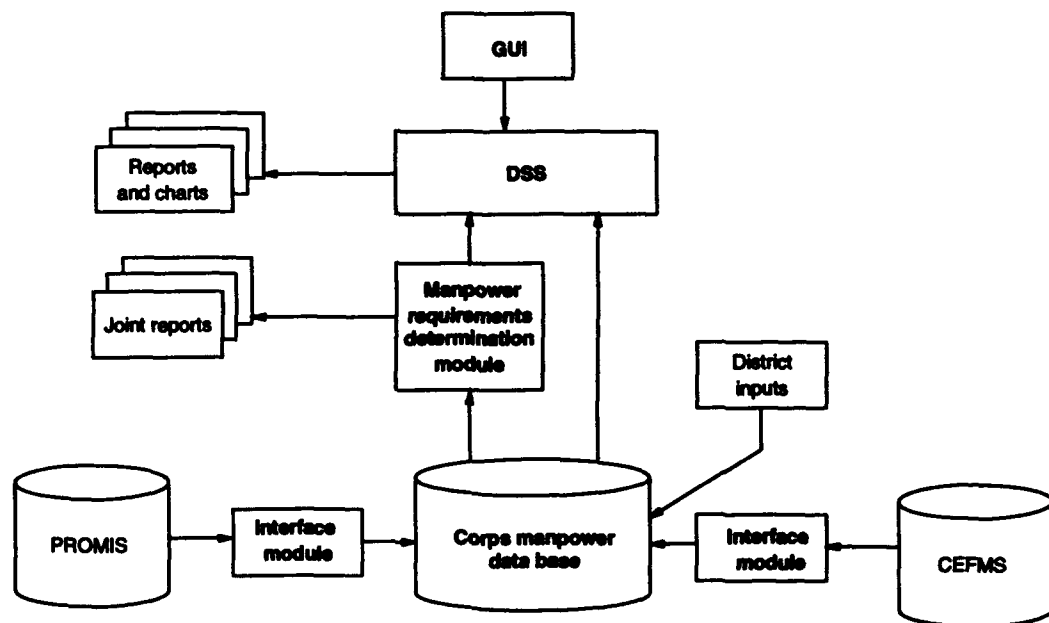 GUI
DSS
Reports
and charts
Manpower
requirements
determination
module
Joint reports
District
inputs
PROMIS
Interface
module
Corps manpower
data base
Interface
module
CEFMS